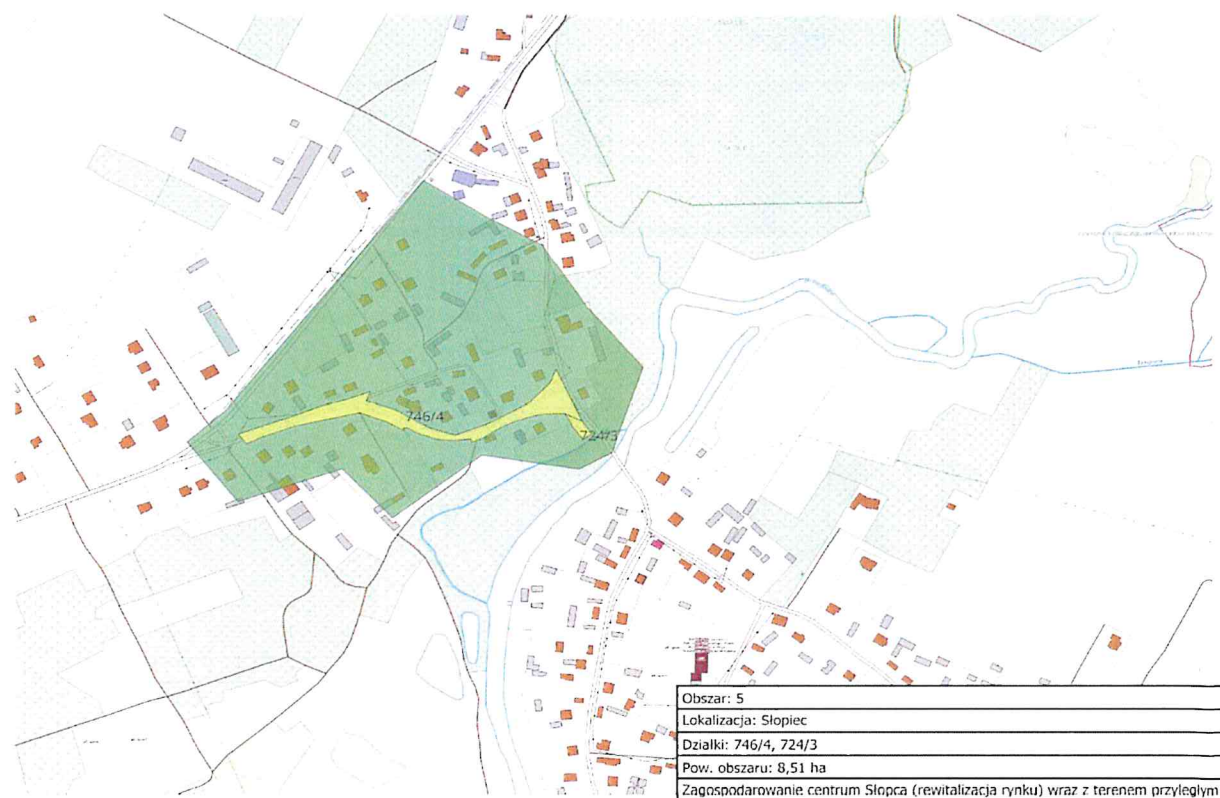 746/4
724/3
Obszar: 5
Lokalizacja: Słopiec
Działki: 746/4, 724/3
Pow. obszaru: 8,51 ha
Zagospodarowanie centrum Słopca (rewitalizacja rynku) wraz z terenem przyległym